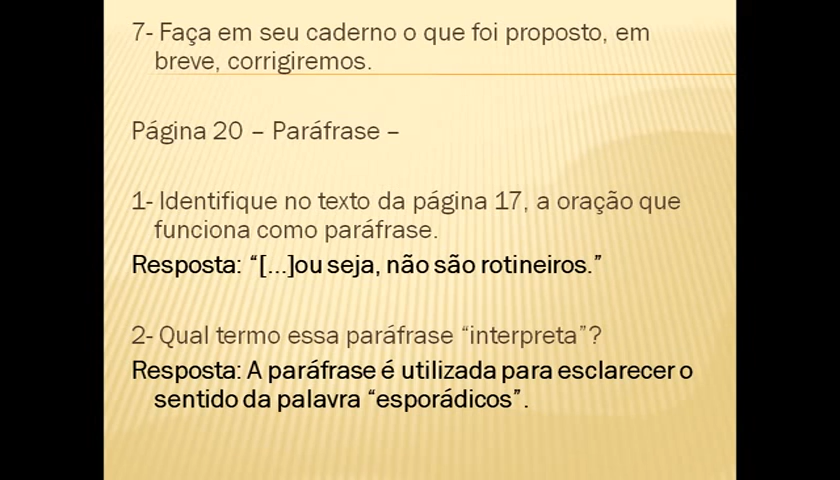 7- Faça em seu caderno o que foi proposto, em
breve, corrigiremos.
Página 20 – Paráfrase –
1- Identifique no texto da página 17, a oração que
funciona como paráfrase.
Resposta: “[...]ou seja, não são rotineiros.”
2- Qual termo essa paráfrase “interpreta”?
Resposta: A paráfrase é utilizada para esclarecer o
sentido da palavra “esporádicos”.